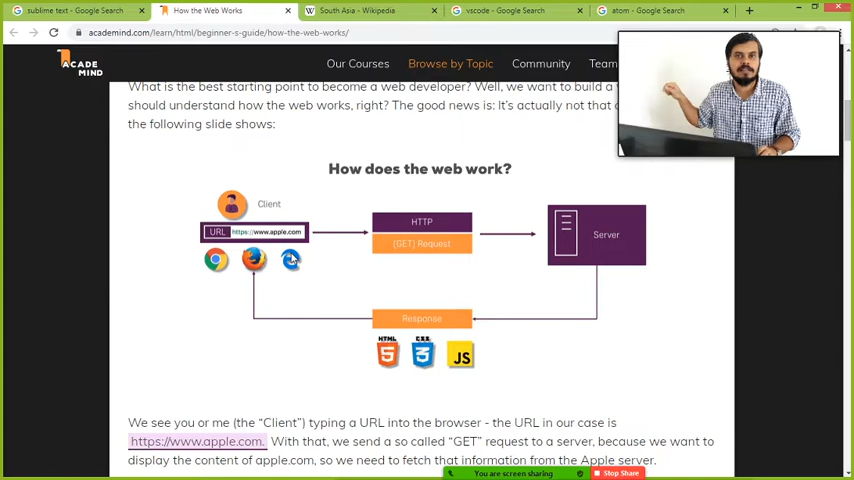 sublime text - Google Search
How the Web Works
South Asia - Wikipedia
vscode - Google Search
atom - Google Search
academind.com/learn/html/beginner-s-guide/how-the-web-works/
ACADE
MIND
Our Courses
Browse by Topic
Community
Team
What is the best starting point to become a web developer? Well, we want to build a
should understand how the web works, right? The good news is: It's actually not that
the following slide shows:
How does the web work?
Client
URL https://www.apple.com
HTTP
(GET) Request
Server
Response
HTML
5
CSS
3
JS
We see you or me (the "Client") typing a URL into the browser - the URL in our case is
https://www.apple.com. With that, we send a so called "GET" request to a server, because we want to
display the content of apple.com, so we need to fetch that information from the Apple server.
You are screen sharing
Stop Share